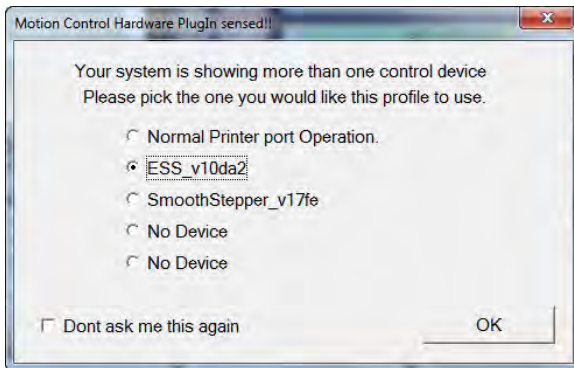 Motion Control Hardware PlugIn sensed!!
Your system is showing more than one control device
Please pick the one you would like this profile to use.
Normal Printer port Operation.
ESS_v10da2
SmoothStepper_v17fe
No Device
No Device
Dont ask me this again
OK